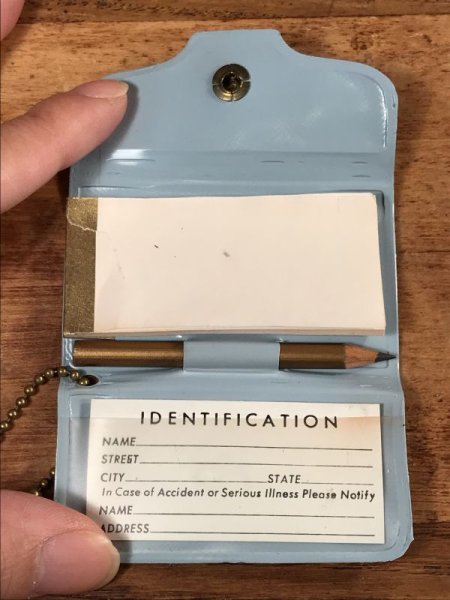 IDENTIFICATION
NAME
STREET
CITY STATE
In Case of Accident or Serious Illness Please Notify
NAME
ADDRESS